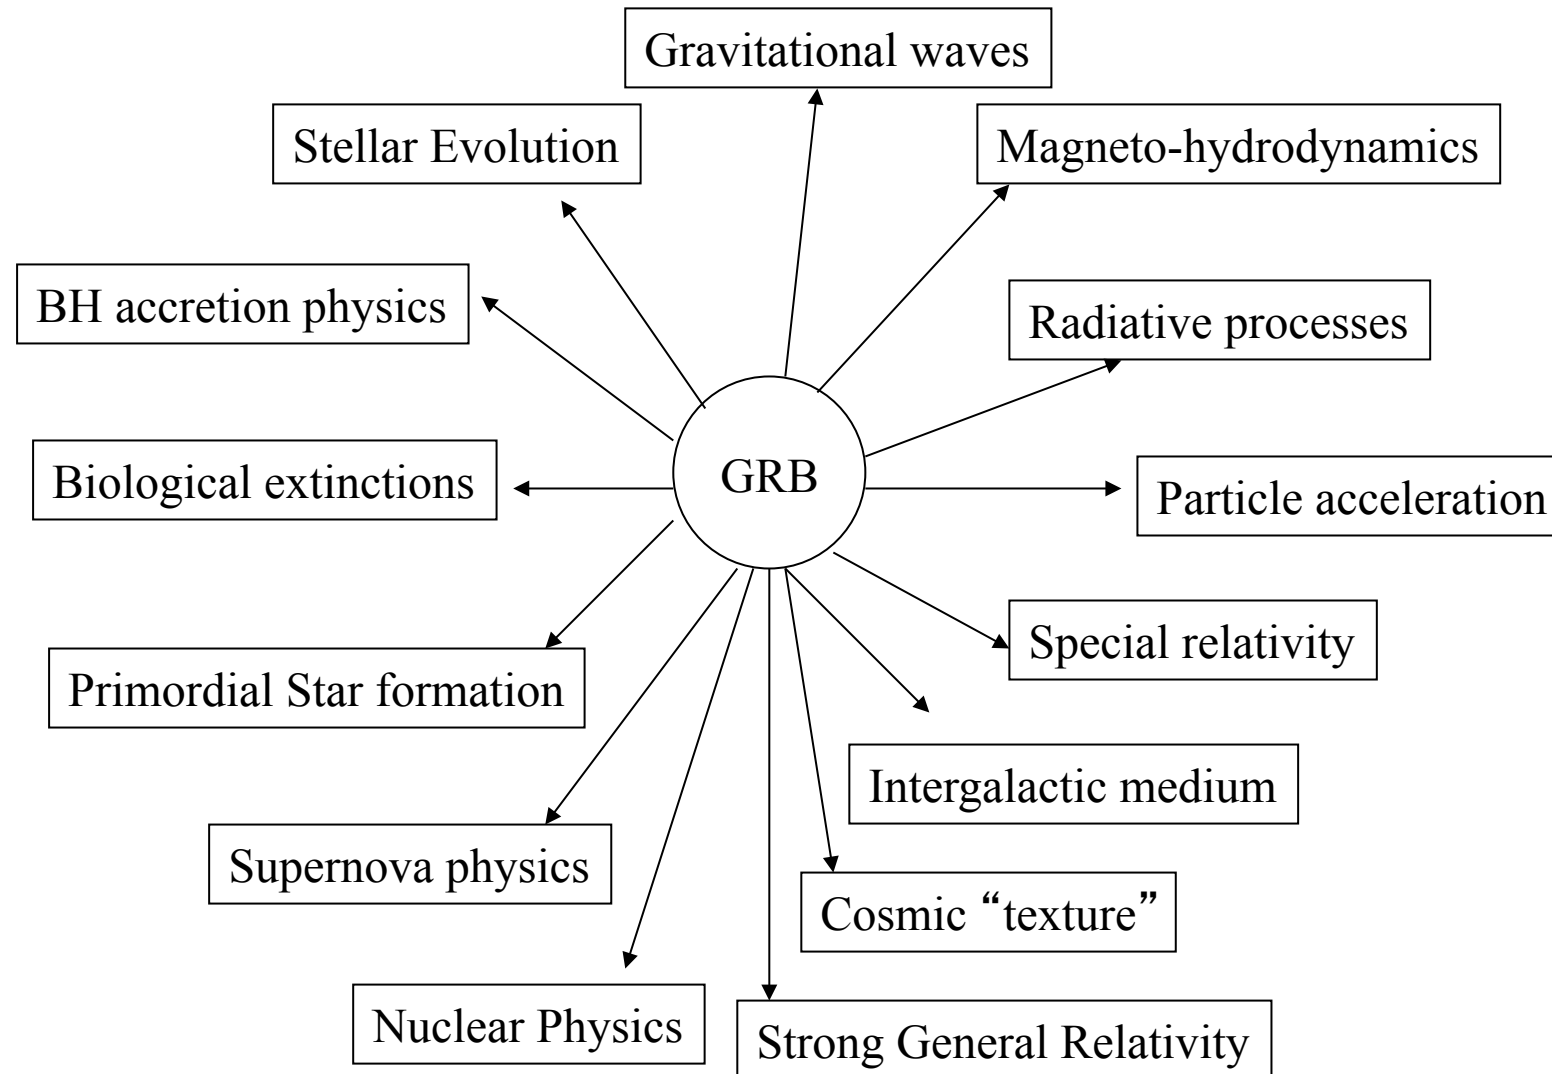 Gravitational waves
Stellar Evolution
Magneto-hydrodynamics
BH accretion physics
Radiative processes
Biological extinctions
GRB
Particle acceleration
Special relativity
Primordial Star formation
Intergalactic medium
Supernova physics
Cosmic “texture”
Nuclear Physics
Strong General Relativity